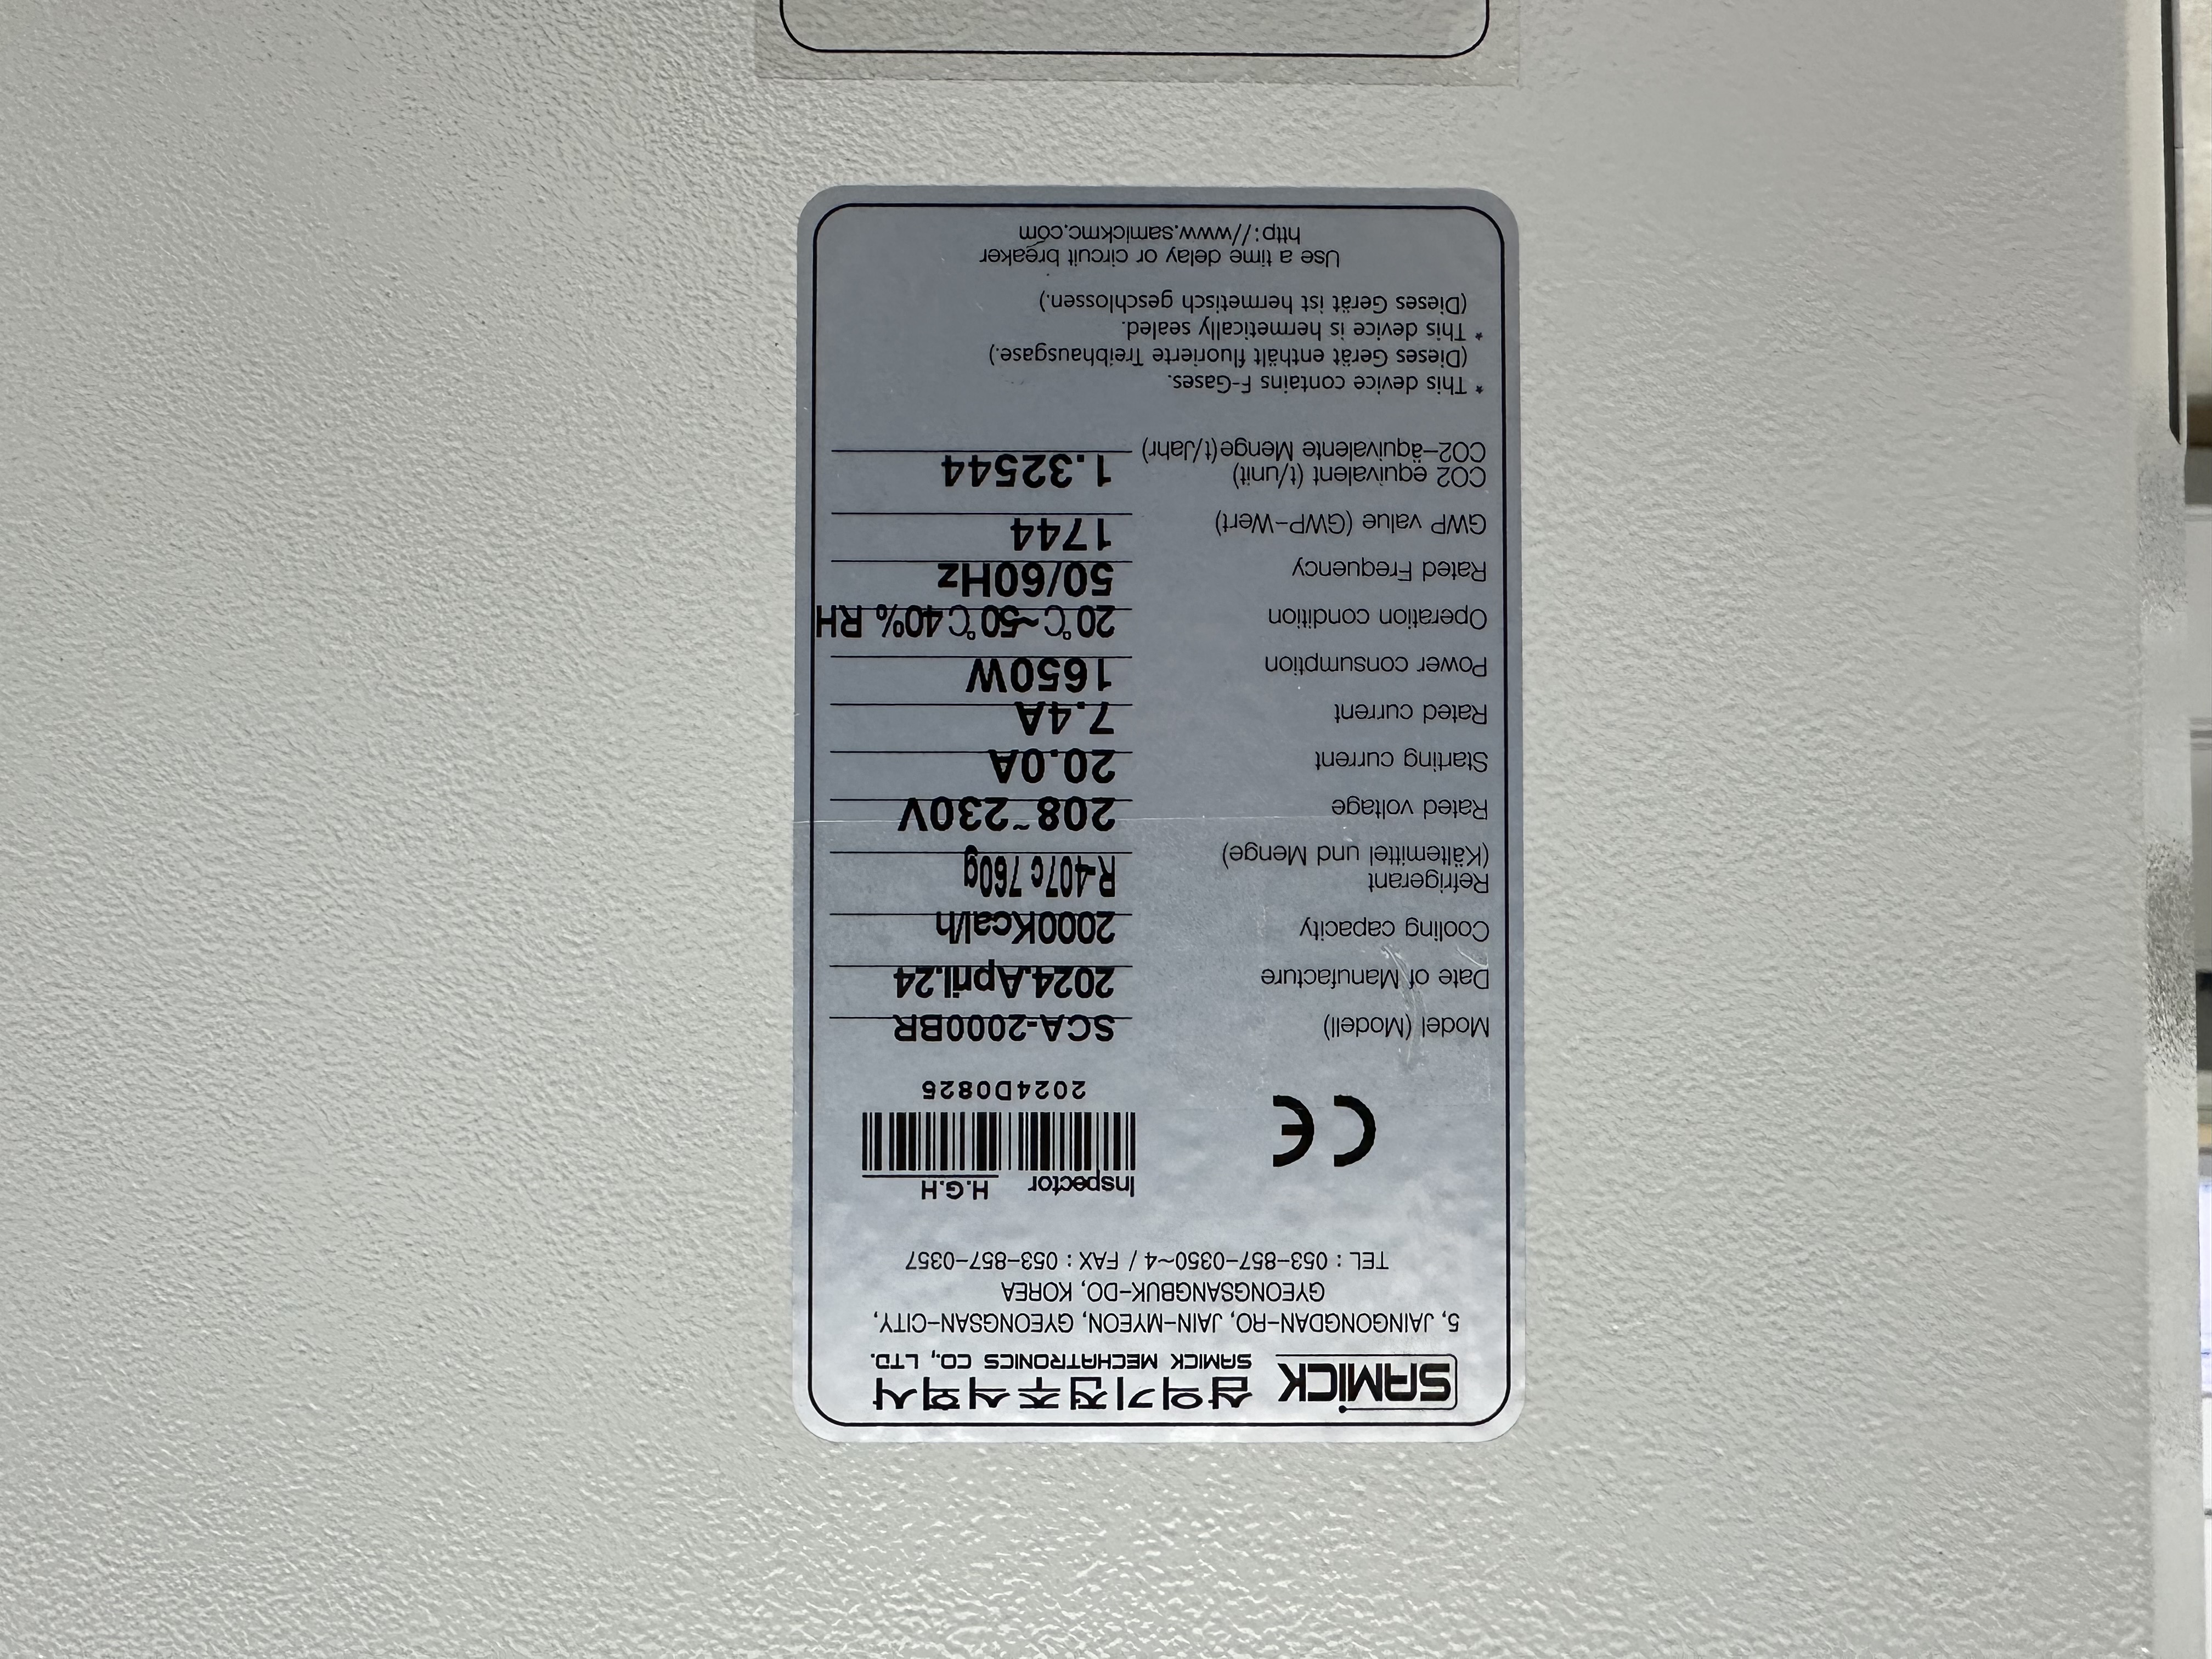 SAMICK 삼익기전주식회사
SAMICK MECHATRONICS CO., LTD.
5, JAINGONGDAN-RO, JAIN-MYEON, GYEONGSAN-CITY,
GYEONGSANGBUK-DO, KOREA
TEL : 053-857-0350~4 / FAX : 053-857-0357
CE
Inspector H.G.H
2024D0826
Model (Modell) SCA-2000BR
Date of Manufacture 2024.April.24
Cooling capacity 2000Kcal/h
Refrigerant
(Kältemittel und Menge) R-407c 760g
Rated voltage 208~230V
Starting current 20.0A
Rated current 7.4A
Power consumption 1650W
Operation condition 20℃~50℃ 40% RH
Rated Frequency 50/60Hz
GWP value (GWP-Wert) 1744
CO2 equivalent (t/unit) 1.32544
CO2-äquivalente Menge(t/Jahr)
* This device contains F-Gases.
(Dieses Gerät enthält fluorierte Treibhausgase.)
* This device is hermetically sealed.
(Dieses Gerät ist hermetisch geschlossen.)
Use a time delay or circuit breaker
http://www.samickmc.com